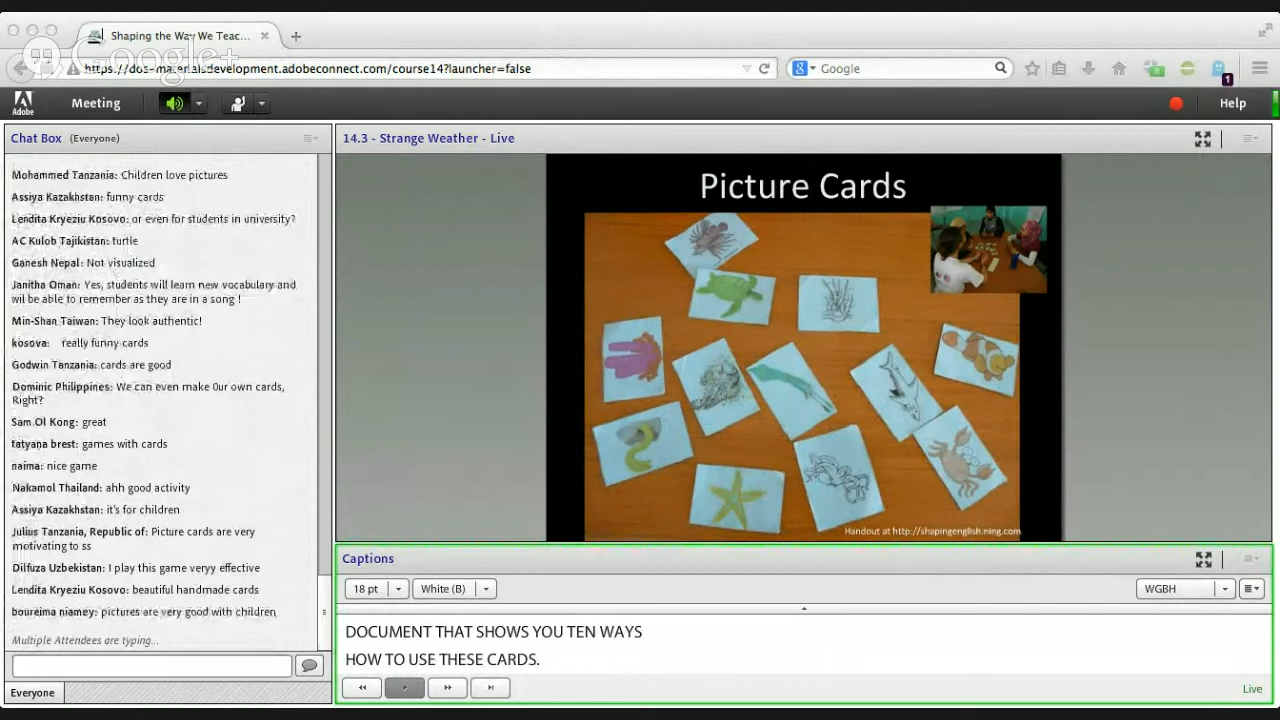 Shaping the Way We Teac...
Google+
https://dos-materialsdevelopment.adobeconnect.com/course14?launcher=false
Google
1
Adobe
Meeting
Help
Chat Box (Everyone)
Mohammed Tanzania: Children love pictures
Assiya Kazakhstan: funny cards
Lendita Kryeziu Kosovo: or even for students in university?
AC Kulob Tajikistan: turtle
Ganesh Nepal: Not visualized
Janitha Oman: Yes, students will learn new vocabulary and
wil be able to remember as they are in a song !
Min-Shan Taiwan: They look authentic!
kosova: really funny cards
Godwin Tanzania: cards are good
Dominic Philippines: We can even make 0ur own cards,
Right?
Sam Ol Kong: great
tatyana brest: games with cards
naima: nice game
Nakamol Thailand: ahh good activity
Assiya Kazakhstan: it's for children
Julius Tanzania, Republic of: Picture cards are very
motivating to ss
Dilfuza Uzbekistan: I play this game veryy effective
Lendita Kryeziu Kosovo: beautiful handmade cards
boureima niamey: pictures are very good with children
Multiple Attendees are typing...
Everyone
14.3 - Strange Weather - Live
Picture Cards
Handout at http://shapingenglish.ning.com
Captions
18 pt
White (B)
WGBH
DOCUMENT THAT SHOWS YOU TEN WAYS
HOW TO USE THESE CARDS.
Live